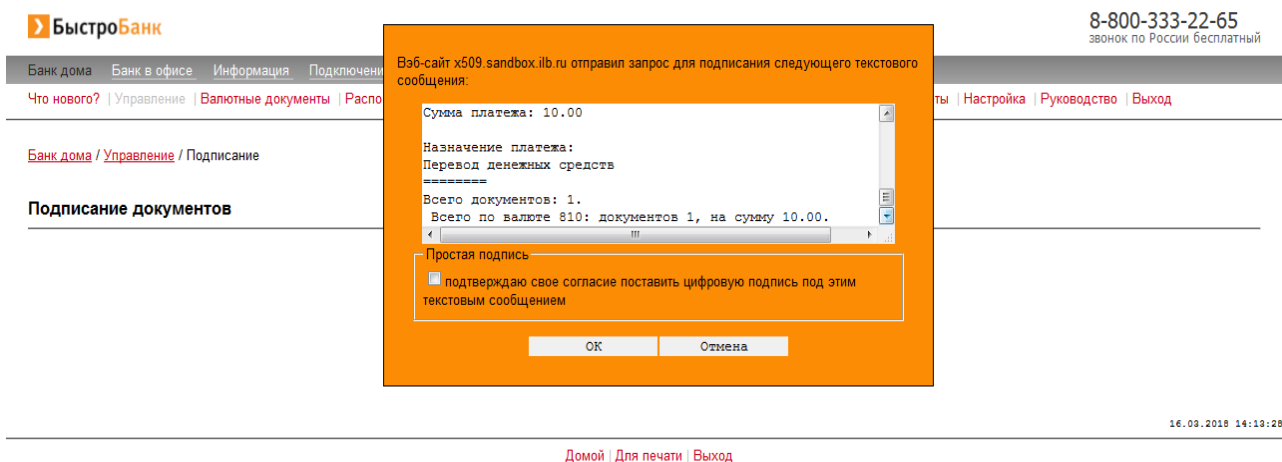 БыстроБанк
8-800-333-22-65
звонок по России бесплатный
Банк дома Банк в офисе Информация Подключени
Что нового? | Управление | Валютные документы | Распо
ты | Настройка | Руководство | Выход
Банк дома / Управление / Подписание
Подписание документов
Вэб-сайт x509.sandbox.ilb.ru отправил запрос для подписания следующего текстового
сообщения:
Сумма платежа: 10.00
Назначение платежа:
Перевод денежных средств
========
Всего документов: 1.
Всего по валюте 810: документов 1, на сумму 10.00.
Простая подпись
подтверждаю свое согласие поставить цифровую подпись под этим
текстовым сообщением
ОК Отмена
16.03.2018 14:13:28
Домой | Для печати | Выход